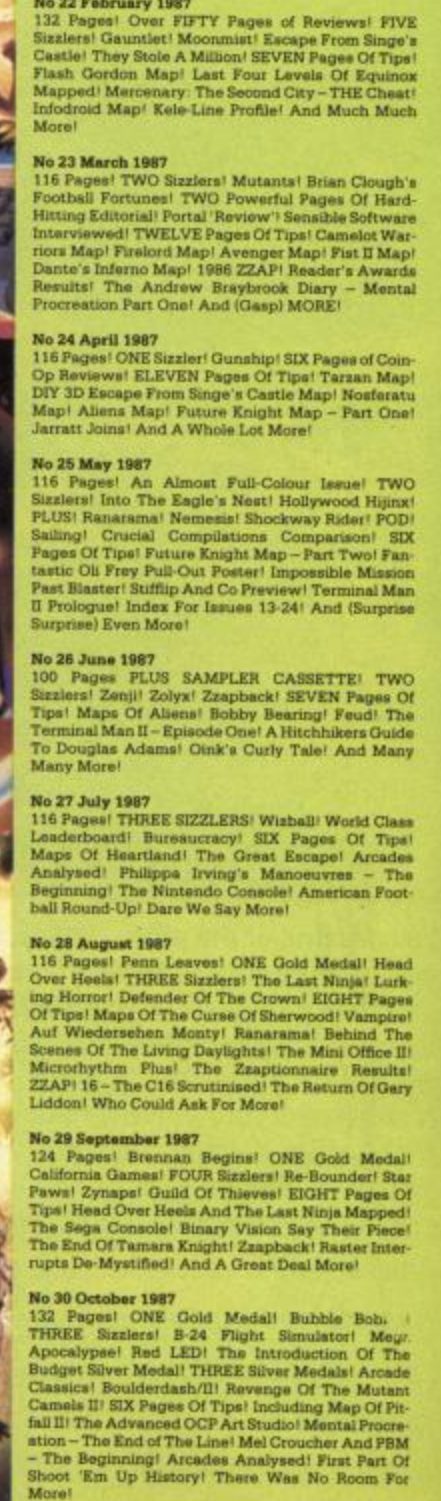 No 22 February 1987
132 Pages! Over FIFTY Pages of Reviews! FIVE
Sizzlers! Gauntlet! Moonmist! Escape From Singe's
Castle! They Stole A Million! SEVEN Pages Of Tips!
Flash Gordon Map! Last Four Levels Of Equinox
Mapped! Mercenary: The Second City – THE Cheat!
Infodroid Map! Kele-Line Profile! And Much Much
More!
No 23 March 1987
116 Pages! TWO Sizzlers! Mutants! Brian Clough's
Football Fortunes! TWO Powerful Pages Of Hard-
Hitting Editorial! Portal 'Review'! Sensible Software
Interviewed! TWELVE Pages Of Tips! Camelot War-
riors Map! Firelord Map! Avenger Map! Fist II Map!
Dante's Inferno Map! 1986 ZZAP! Reader's Awards
Results! The Andrew Braybrook Diary – Mental
Procreation Part One! And (Gasp) MORE!
No 24 April 1987
116 Pages! ONE Sizzler! Gunship! SIX Pages of Coin-
Op Reviews! ELEVEN Pages Of Tips! Tarzan Map!
DIY 3D Escape From Singe's Castle Map! Nosferatu
Map! Aliens Map! Future Knight Map – Part One!
Jarratt Joins! And A Whole Lot More!
No 25 May 1987
116 Pages! An Almost Full-Colour Issue! TWO
Sizzlers! Into The Eagle's Nest! Hollywood Hijinx!
PLUS! Ranarama! Nemesis! Shockway Rider! POD!
Sailing! Crucial Compilations Comparison! SIX
Pages Of Tips! Future Knight Map – Part Two! Fan-
tastic Oli Frey Pull-Out Poster! Impossible Mission
Past Blaster! Stifflip And Co Preview! Terminal Man
II Prologue! Index For Issues 13-24! And (Surprise
Surprise) Even More!
No 26 June 1987
100 Pages PLUS SAMPLER CASSETTE! TWO
Sizzlers! Zenji! Zolyx! Zzapback! SEVEN Pages Of
Tips! Maps Of Aliens! Bobby Bearing! Feud! The
Terminal Man II – Episode One! A Hitchhikers Guide
To Douglas Adams! Oink's Curly Tale! And Many
Many More!
No 27 July 1987
116 Pages! THREE SIZZLERS! Wizball! World Class
Leaderboard! Bureaucracy! SIX Pages Of Tips!
Maps Of Heartland! The Great Escape! Arcades
Analysed! Philippa Irving's Manoeuvres – The
Beginning! The Nintendo Console! American Foot-
ball Round-Up! Dare We Say More!
No 28 August 1987
116 Pages! Penn Leaves! ONE Gold Medal! Head
Over Heels! THREE Sizzlers! The Last Ninja! Lurk-
ing Horror! Defender Of The Crown! EIGHT Pages
Of Tips! Maps Of The Curse Of Sherwood! Vampire!
Auf Wiedersehen Monty! Ranarama! Behind The
Scenes Of The Living Daylights! The Mini Office II!
Microrhythm Plus! The Zzaptionnaire Results!
ZZAP! 16 – The C16 Scrutinised! The Return Of Gary
Liddon! Who Could Ask For More!
No 29 September 1987
124 Pages! Brennan Begins! ONE Gold Medal!
California Games! FOUR Sizzlers! Re-Bounder! Star
Paws! Zynaps! Guild Of Thieves! EIGHT Pages Of
Tips! Head Over Heels And The Last Ninja Mapped!
The Sega Console! Binary Vision Say Their Piece!
The End Of Tamara Knight! Zzapback! Raster Inter-
rupts De-Mystified! And A Great Deal More!
No 30 October 1987
132 Pages! ONE Gold Medal! Bubble
THREE Sizzlers! B-24 Flight Simulator!
Apocalypse! Red LED! The Introduction Of The
Budget Silver Medal! THREE Silver Medals! Arcade
Classics! Boulderdash/II! Revenge Of The Mutant
Camels II! SIX Pages Of Tips! Including Map Of Pit-
fall II! The Advanced OCP Art Studio! Mental Procre-
ation – The End of The Line! Mel Croucher And PBM
– The Beginning! Arcades Analysed! First Part Of
Shoot 'Em Up History! There Was No Room For
More!